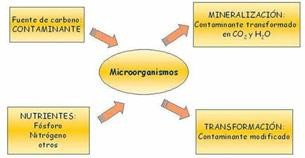 Fuente de carbono:
CONTAMINANTE
MINERALIZACIÓN:
Contaminante transformado
en CO₂ y H₂O
Microorganismos
NUTRIENTES:
Fósforo
Nitrógeno
otros
TRANSFORMACIÓN:
Contaminante modificado